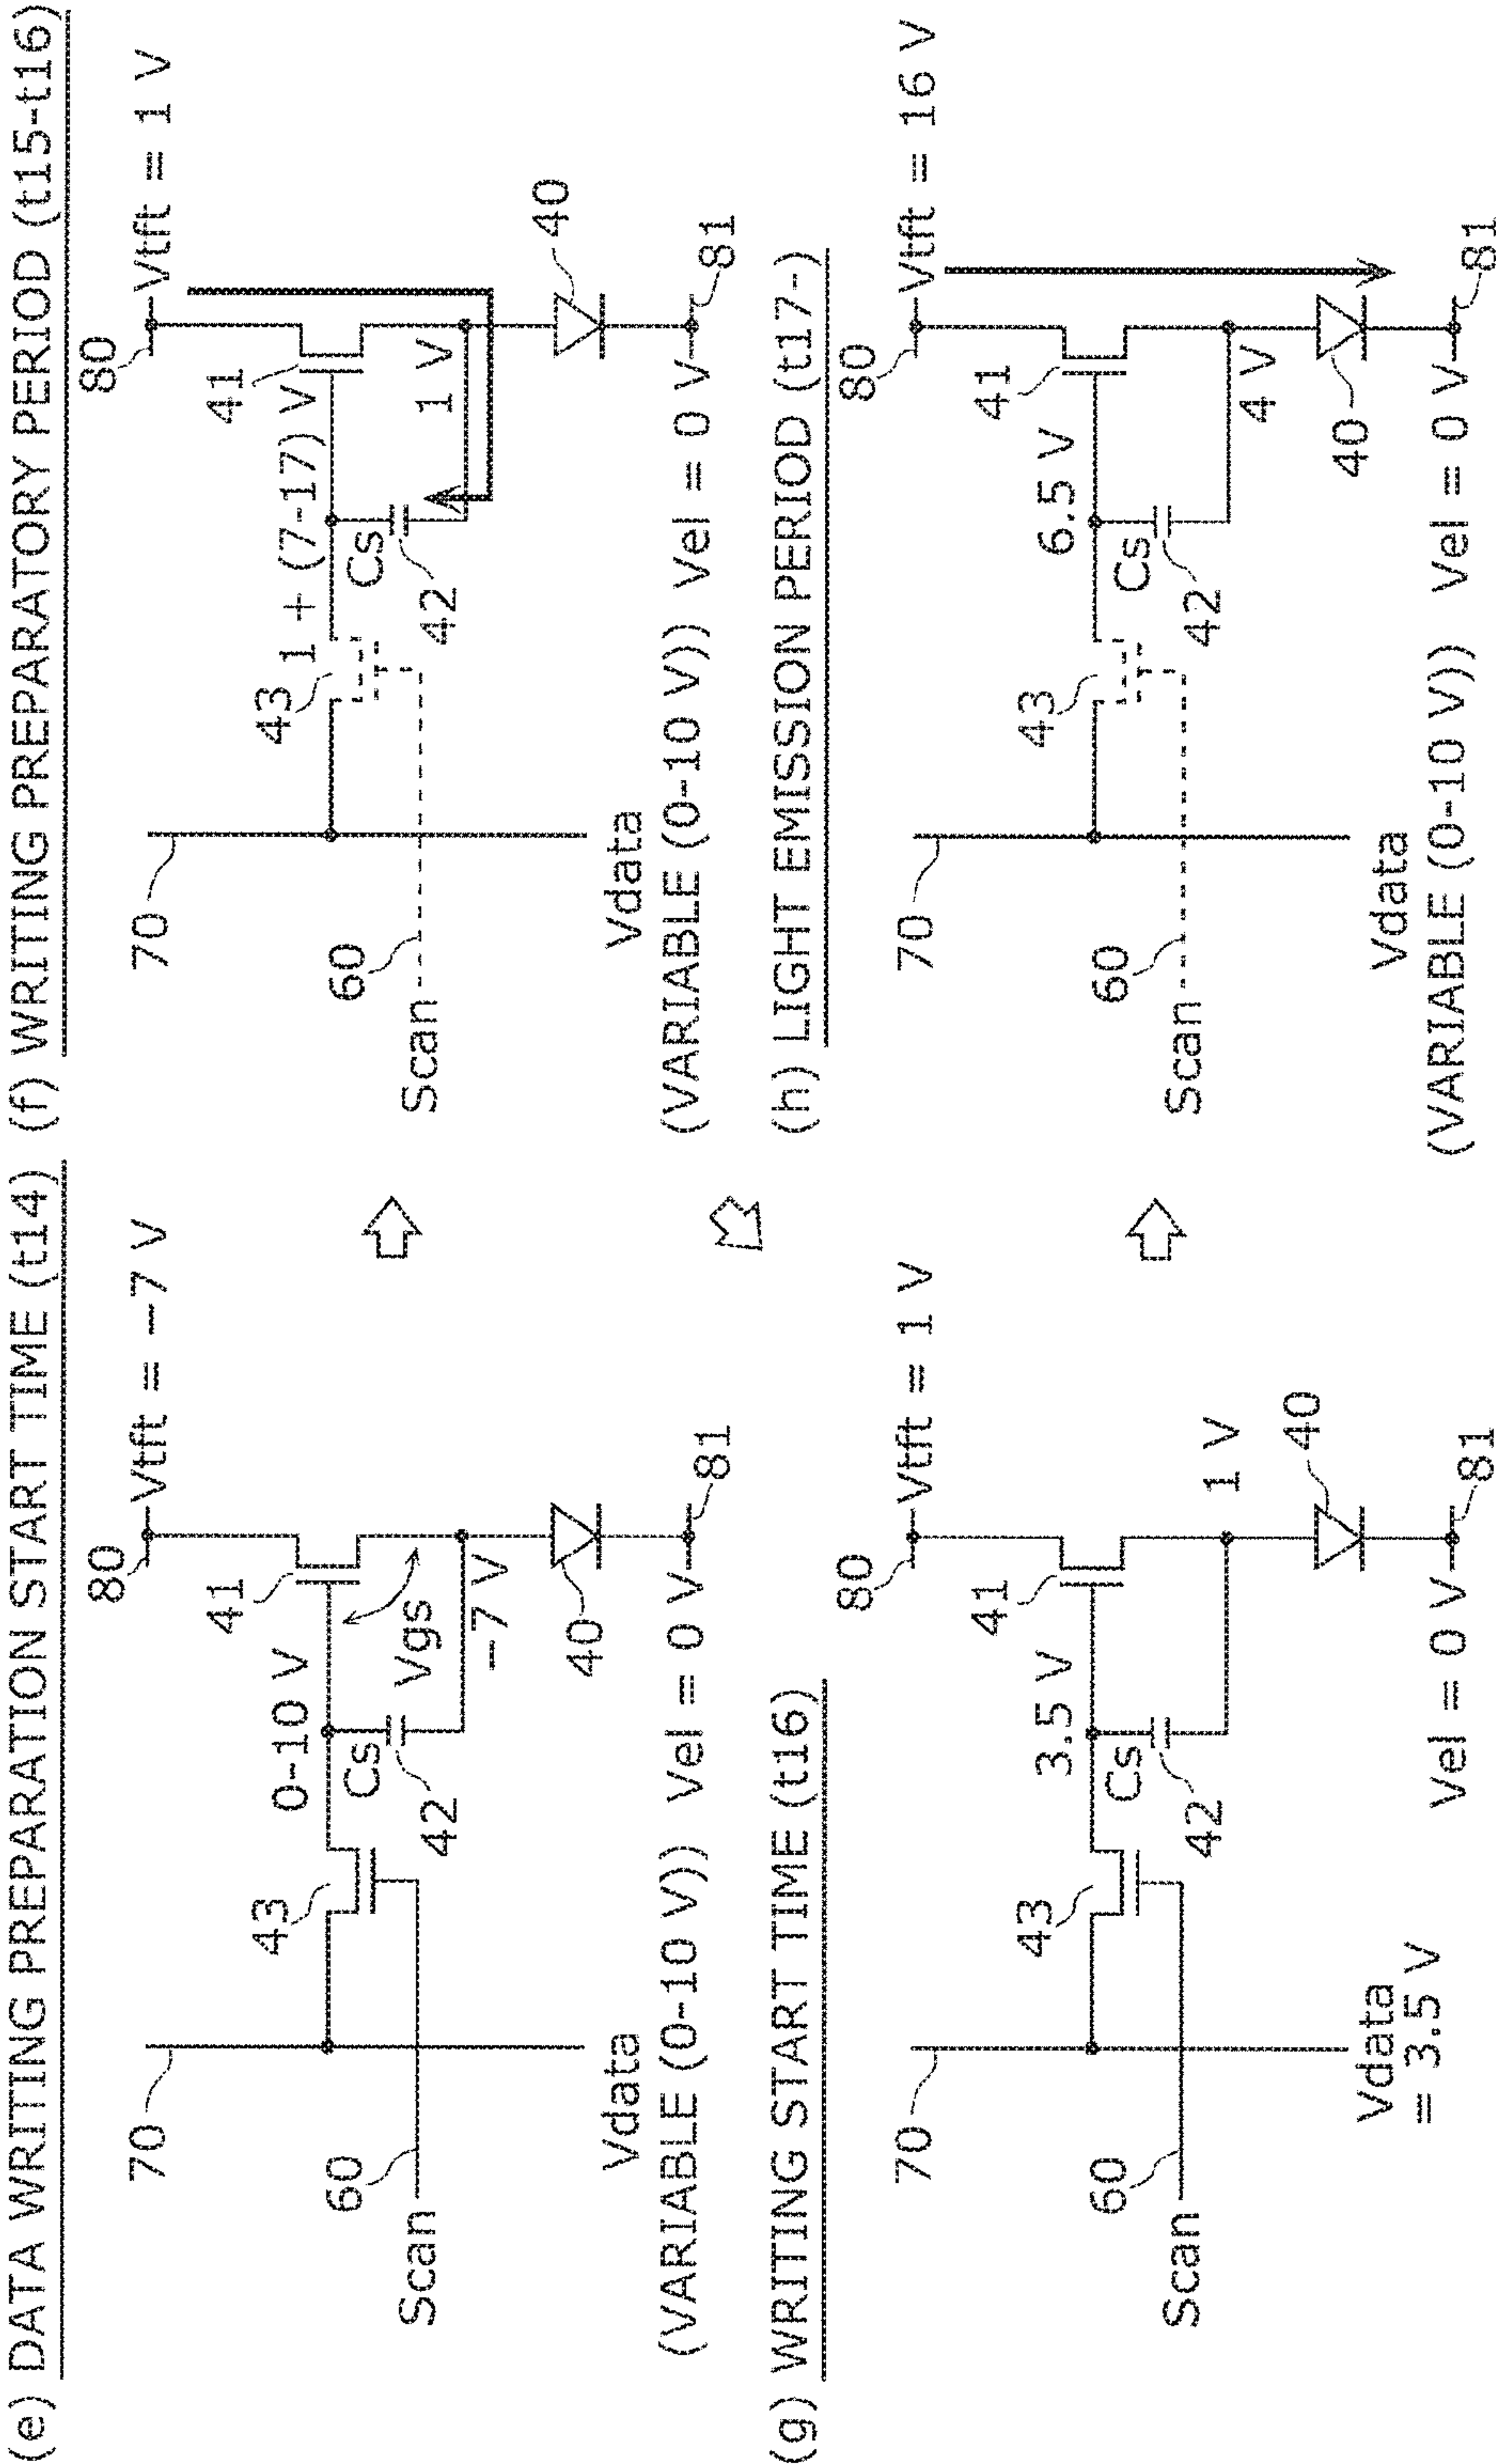 (e) DATA WRITING PREPARATION START TIME (t14)
80
Vtft = −7 V
70
43
0-10 V
41
60
Cs
Vgs
Scan
42
−7 V
40
Vdata
81
(VARIABLE (0-10 V))
Vel = 0 V
(f) WRITING PREPARATORY PERIOD (t15-t16)
80
Vtft = 1 V
70
43
1 + (7-17) V
41
60
Cs
1 V
Scan
42
40
Vdata
81
(VARIABLE (0-10 V))
Vel = 0 V
(g) WRITING START TIME (t16)
80
Vtft = 1 V
70
43
3.5 V
41
60
Cs
Scan
42
1 V
40
Vdata
= 3.5 V
81
Vel = 0 V
(h) LIGHT EMISSION PERIOD (t17-)
80
Vtft = 16 V
70
43
6.5 V
41
60
Cs
Scan
42
4 V
40
Vdata
81
(VARIABLE (0-10 V))
Vel = 0 V